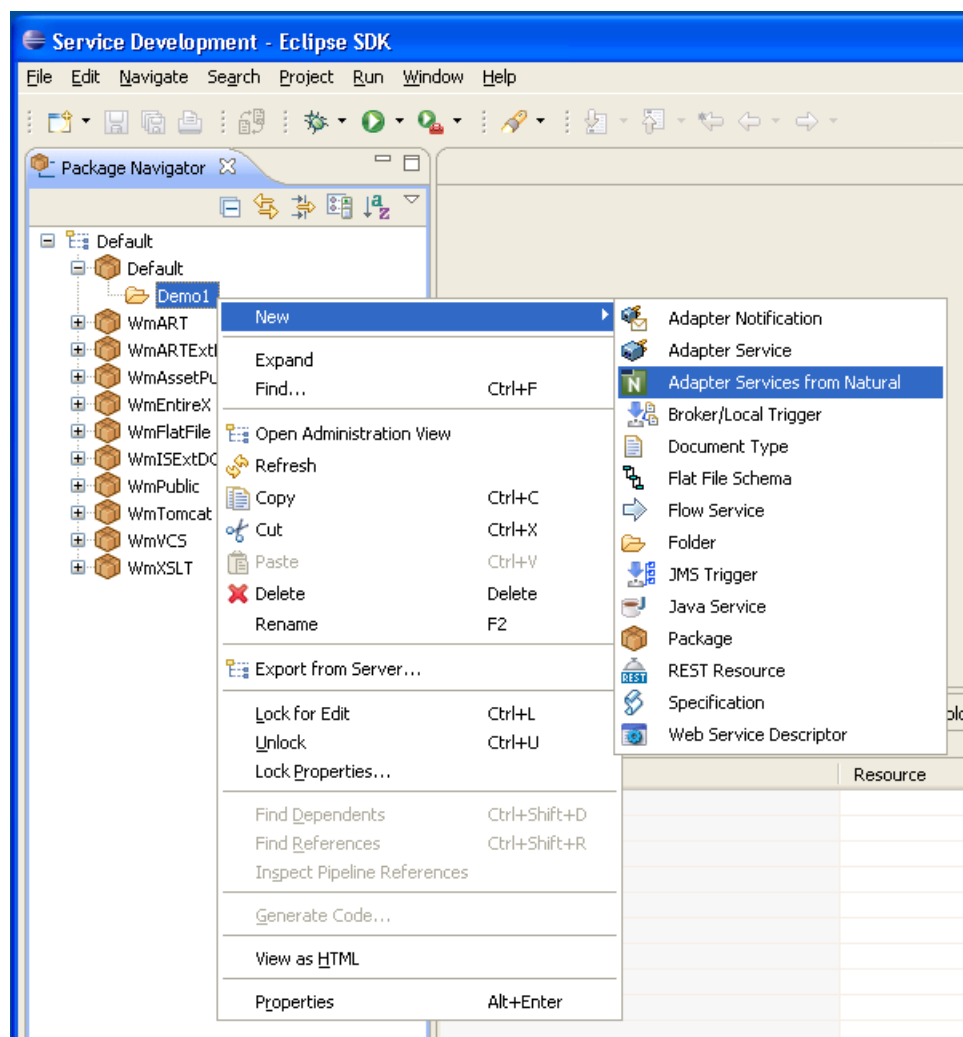 Service Development - Eclipse SDK
File Edit Navigate Search Project Run Window Help
Package Navigator
Default
Default
Demo1
WmART
WmARTExt
WmAssetPu
WmEntireX
WmFlatFile
WmISExtDC
WmPublic
WmTomcat
WmVCS
WmXSLT
New
Expand
Find... Ctrl+F
Open Administration View
Refresh
Copy Ctrl+C
Cut Ctrl+X
Paste Ctrl+V
Delete Delete
Rename F2
Export from Server...
Lock for Edit Ctrl+L
Unlock Ctrl+U
Lock Properties...
Find Dependents Ctrl+Shift+D
Find References Ctrl+Shift+R
Inspect Pipeline References
Generate Code...
View as HTML
Properties Alt+Enter
Adapter Notification
Adapter Service
N Adapter Services from Natural
Broker/Local Trigger
Document Type
Flat File Schema
Flow Service
Folder
JMS Trigger
Java Service
Package
REST REST Resource
Specification
Web Service Descriptor
Resource